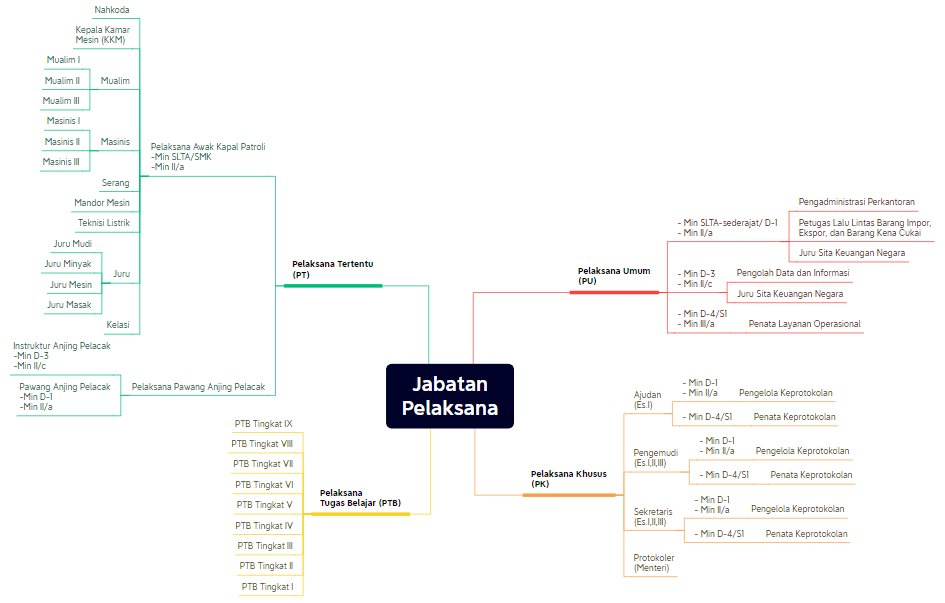 Nahkoda
Kepala Kamar
Mesin (KKM)
Mualim I
Mualim II
Mualim
Mualim III
Masinis I
Masinis II
Masinis
Masinis III
Pelaksana Awak Kapal Patroli
-Min SLTA/SMK
-Min II/a
Serang
Mandor Mesin
Teknisi Listrik
Juru Mudi
Juru Minyak
Juru
Juru Mesin
Juru Masak
Kelasi
Pelaksana Tertentu
(PT)
Instruktur Anjing Pelacak
-Min D-3
-Min II/c
Pawang Anjing Pelacak
-Min D-1
-Min II/a
Pelaksana Pawang Anjing Pelacak
Jabatan
Pelaksana
Pelaksana Umum
(PU)
- Min SLTA-sederajat/ D-1
- Min II/a
Pengadministrasi Perkantoran
Petugas Lalu Lintas Barang Impor,
Ekspor, dan Barang Kena Cukai
Juru Sita Keuangan Negara
- Min D-3
- Min II/c
Pengolah Data dan Informasi
Juru Sita Keuangan Negara
- Min D-4/S1
- Min III/a
Penata Layanan Operasional
PTB Tingkat IX
PTB Tingkat VIII
PTB Tingkat VII
PTB Tingkat VI
PTB Tingkat V
PTB Tingkat IV
PTB Tingkat III
PTB Tingkat II
PTB Tingkat I
Pelaksana
Tugas Belajar (PTB)
Pelaksana Khusus
(PK)
Ajudan
(Es.I)
- Min D-1
- Min II/a
Pengelola Keprotokolan
- Min D-4/S1
Penata Keprotokolan
Pengemudi
(Es.I,II,III)
- Min D-1
- Min II/a
Pengelola Keprotokolan
- Min D-4/S1
Penata Keprotokolan
Sekretaris
(Es.I,II,III)
- Min D-1
- Min II/a
Pengelola Keprotokolan
- Min D-4/S1
Penata Keprotokolan
Protokoler
(Menteri)